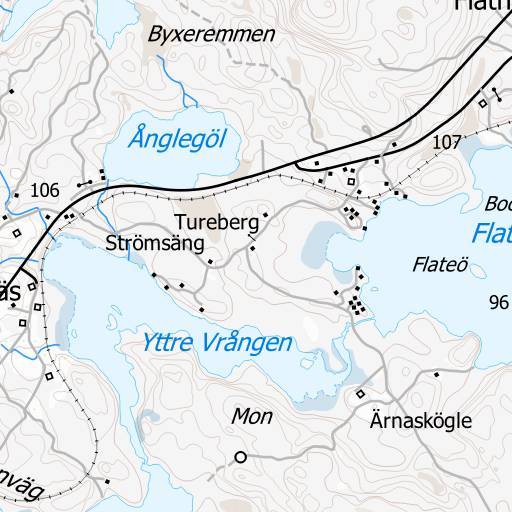 Byxeremmen
Ånglegöl
107
106
Tureberg
Strömsäng
Flateö
96
Yttre Vrången
Mon
Ärnaskögle